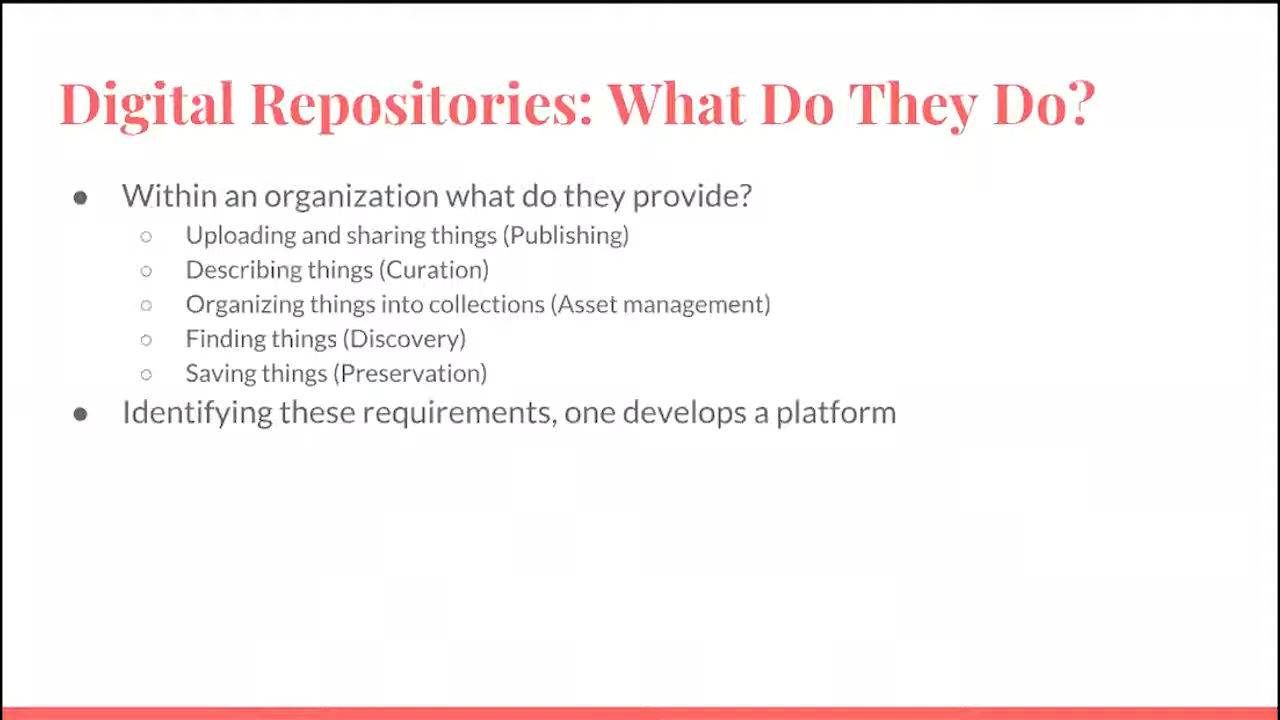 Digital Repositories: What Do They Do?
● Within an organization what do they provide?
○ Uploading and sharing things (Publishing)
○ Describing things (Curation)
○ Organizing things into collections (Asset management)
○ Finding things (Discovery)
○ Saving things (Preservation)
● Identifying these requirements, one develops a platform